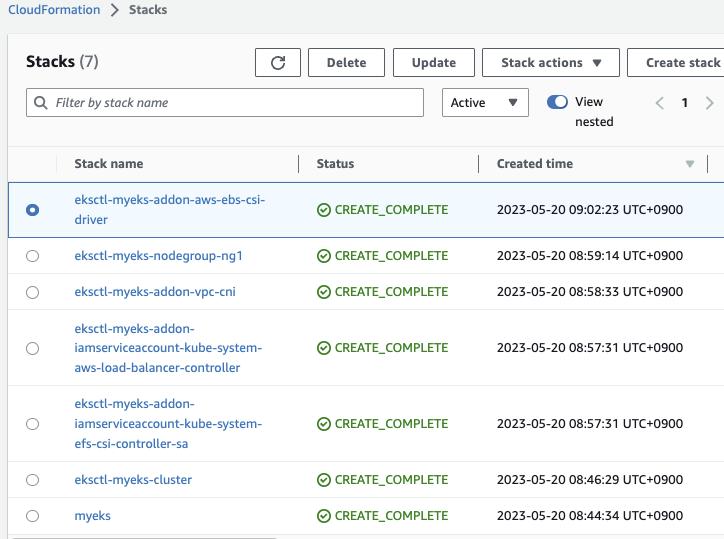 CloudFormation > Stacks
Stacks (7)
Delete
Update
Stack actions
Create stack
Filter by stack name
Active
View
nested
1
Stack name
Status
Created time
eksctl-myeks-addon-aws-ebs-csi-
driver
CREATE_COMPLETE
2023-05-20 09:02:23 UTC+0900
eksctl-myeks-nodegroup-ng1
CREATE_COMPLETE
2023-05-20 08:59:14 UTC+0900
eksctl-myeks-addon-vpc-cni
CREATE_COMPLETE
2023-05-20 08:58:33 UTC+0900
eksctl-myeks-addon-
iamserviceaccount-kube-system-
aws-load-balancer-controller
CREATE_COMPLETE
2023-05-20 08:57:31 UTC+0900
eksctl-myeks-addon-
iamserviceaccount-kube-system-
efs-csi-controller-sa
CREATE_COMPLETE
2023-05-20 08:57:31 UTC+0900
eksctl-myeks-cluster
CREATE_COMPLETE
2023-05-20 08:46:29 UTC+0900
myeks
CREATE_COMPLETE
2023-05-20 08:44:34 UTC+0900